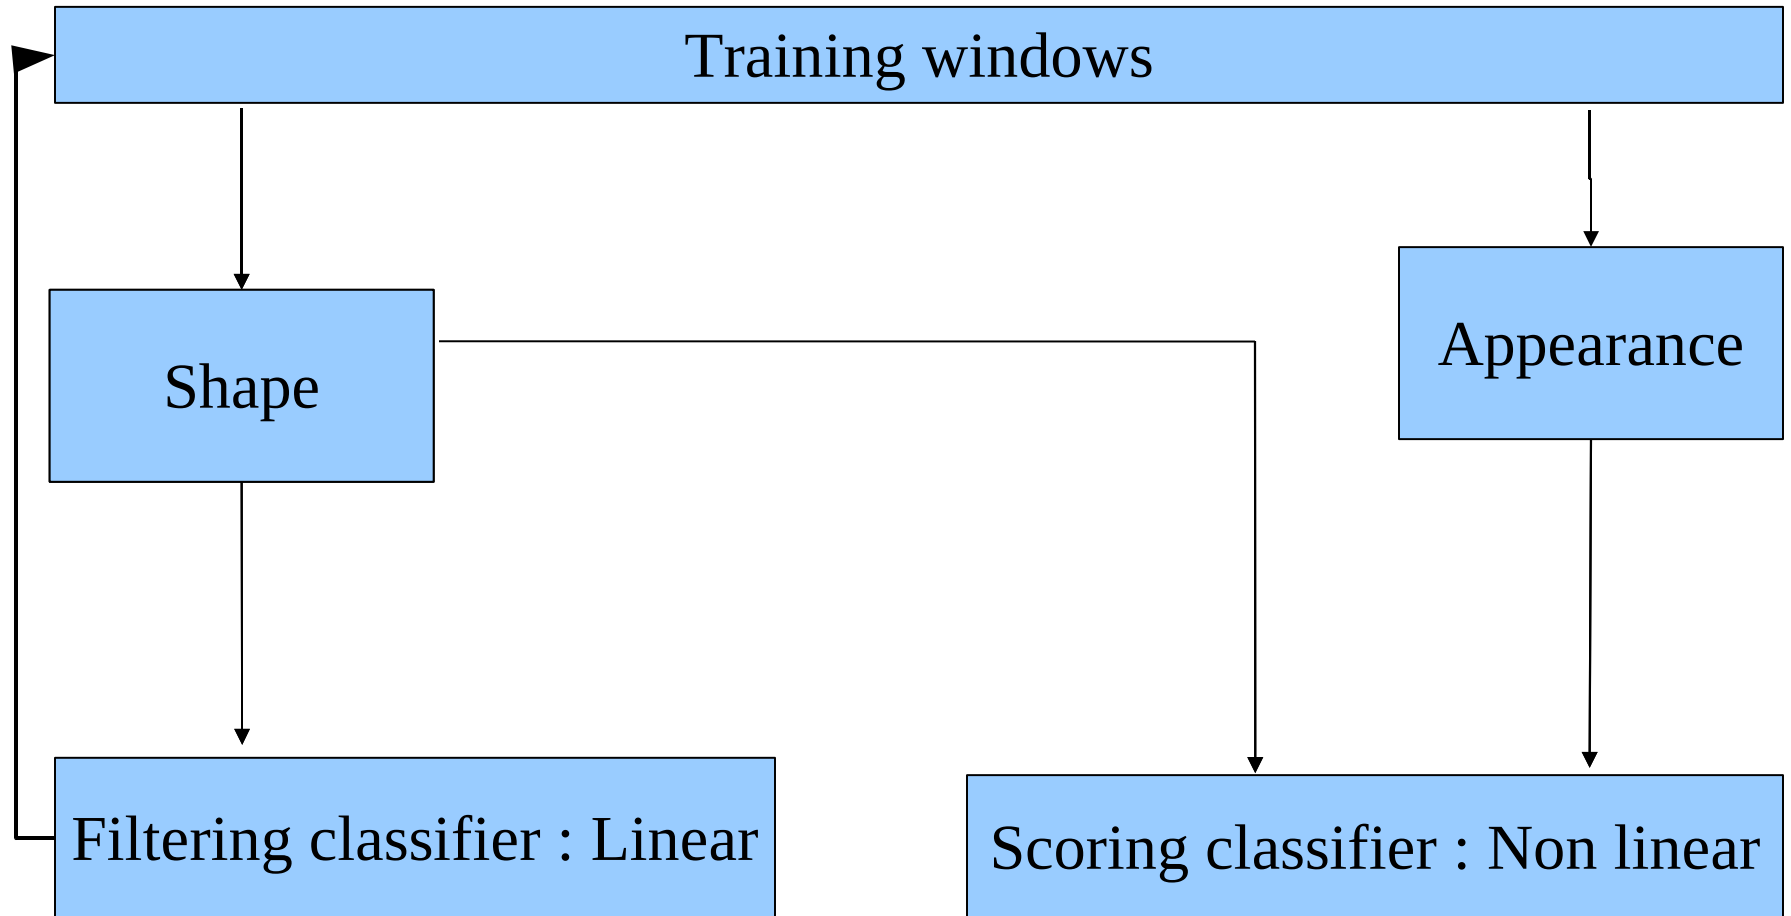 Training windows
Appearance
Shape
Filtering classifier : Linear
Scoring classifier : Non linear